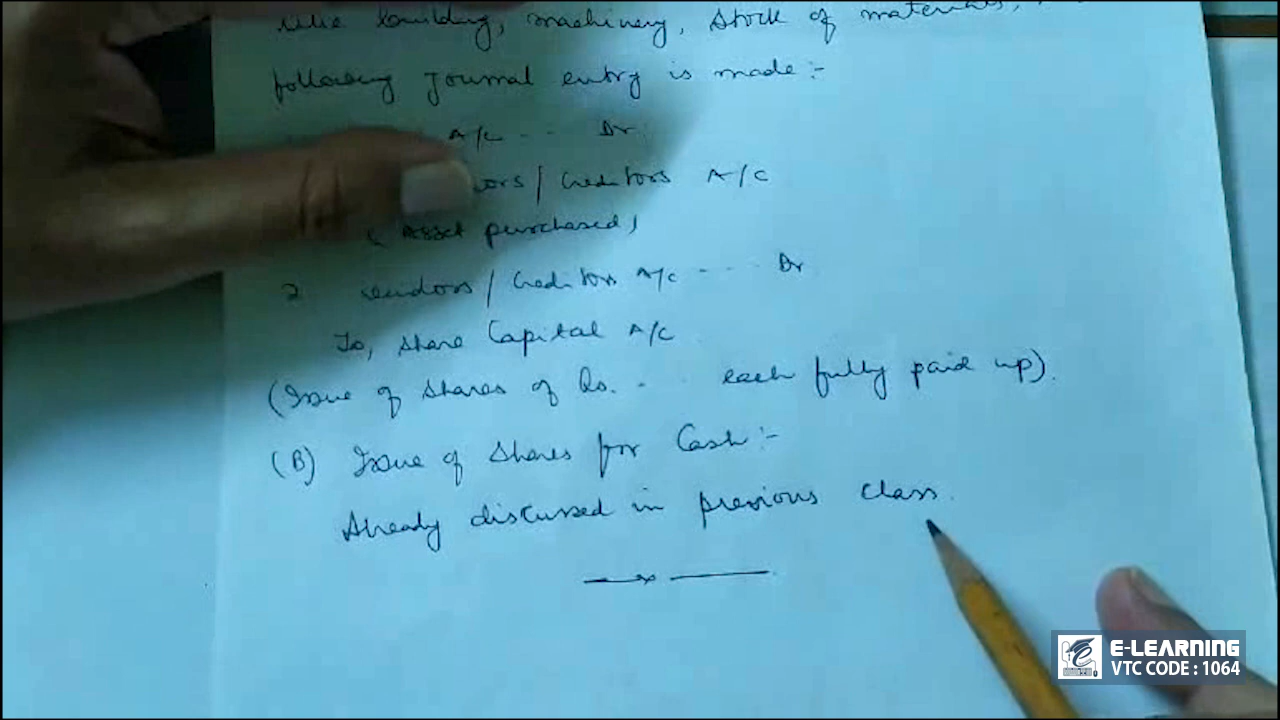 like building, machinery, stock of materials,
following journal entry is made :-
A/c ... Dr.
/ Creditors A/C
( Asset purchased)
2 vendors / Creditors A/c .... Dr
To, Share Capital A/c
(Issue of Shares of Rs. .. each fully paid up).
(B) Issue of Shares for Cash :-
Already discussed in previous class.
E-LEARNING
VTC CODE : 1064